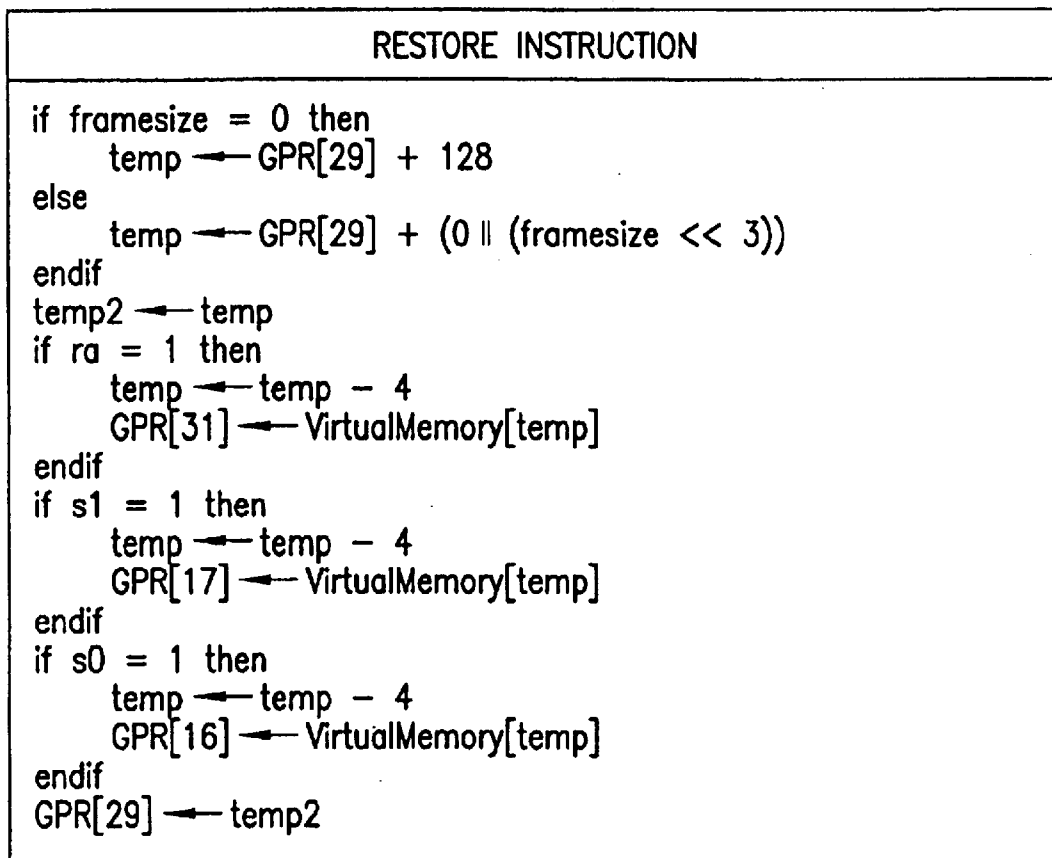 RESTORE INSTRUCTION
if framesize = 0 then
temp ← GPR[29] + 128
else
temp ← GPR[29] + (0 || (framesize << 3))
endif
temp2 ← temp
if ra = 1 then
temp ← temp - 4
GPR[31] ← VirtualMemory[temp]
endif
if s1 = 1 then
temp ← temp - 4
GPR[17] ← VirtualMemory[temp]
endif
if s0 = 1 then
temp ← temp - 4
GPR[16] ← VirtualMemory[temp]
endif
GPR[29] ← temp2